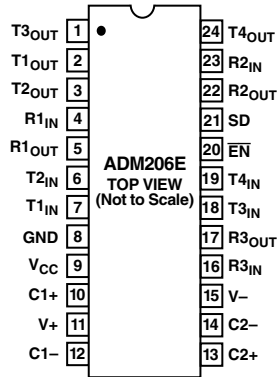 T3OUT 1 24 T4OUT
T1OUT 2 23 R2IN
T2OUT 3 22 R2OUT
R1IN 4 21 SD
R1OUT 5 20 E̅N̅
T2IN 6 19 T4IN
T1IN 7 18 T3IN
GND 8 17 R3OUT
VCC 9 16 R3IN
C1+ 10 15 V–
V+ 11 14 C2–
C1– 12 13 C2+
ADM206E
TOP VIEW
(Not to Scale)